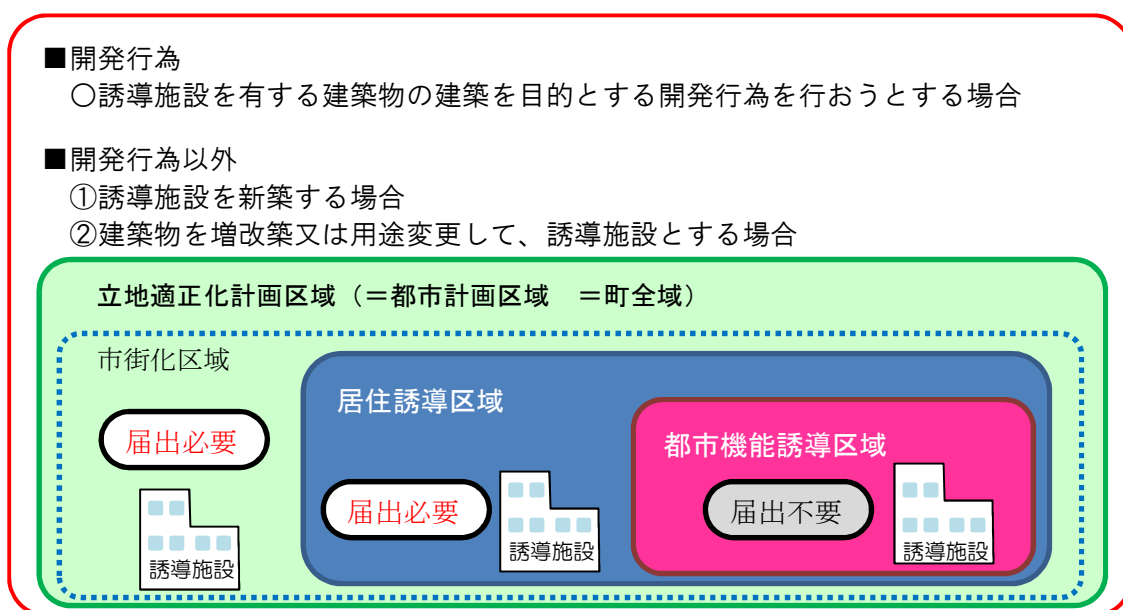 ■開発行為
〇誘導施設を有する建築物の建築を目的とする開発行為を行おうとする場合
■開発行為以外
①誘導施設を新築する場合
②建築物を増改築又は用途変更して、誘導施設とする場合
立地適正化計画区域（＝都市計画区域　＝町全域）
市街化区域
居住誘導区域
都市機能誘導区域
届出必要
届出必要
届出不要
誘導施設
誘導施設
誘導施設